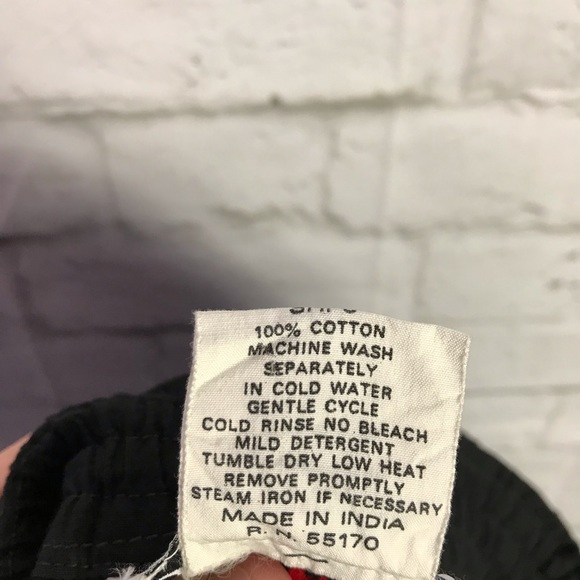 100% COTTON
MACHINE WASH
SEPARATELY
IN COLD WATER
GENTLE CYCLE
COLD RINSE NO BLEACH
MILD DETERGENT
TUMBLE DRY LOW HEAT
REMOVE PROMPTLY
STEAM IRON IF NECESSARY
MADE IN INDIA
R.N. 55170